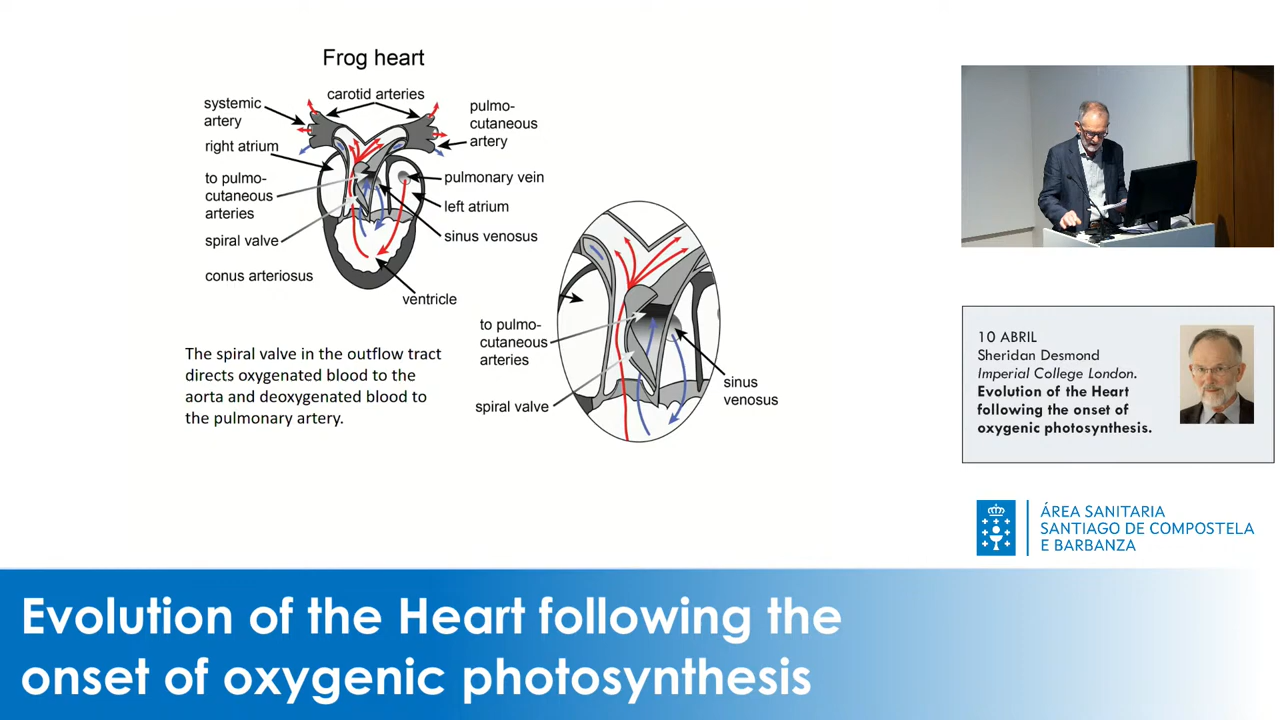 Frog heart
carotid arteries
systemic
artery
right atrium
to pulmo-
cutaneous
arteries
spiral valve
conus arteriosus
pulmo-
cutaneous
artery
pulmonary vein
left atrium
sinus venosus
ventricle
The spiral valve in the outflow tract
directs oxygenated blood to the
aorta and deoxygenated blood to
the pulmonary artery.
to pulmo-
cutaneous
arteries
spiral valve
sinus
venosus
10 ABRIL
Sheridan Desmond
Imperial College London.
Evolution of the Heart
following the onset of
oxygenic photosynthesis.
ÁREA SANITARIA
SANTIAGO DE COMPOSTELA
E BARBANZA
Evolution of the Heart following the
onset of oxygenic photosynthesis